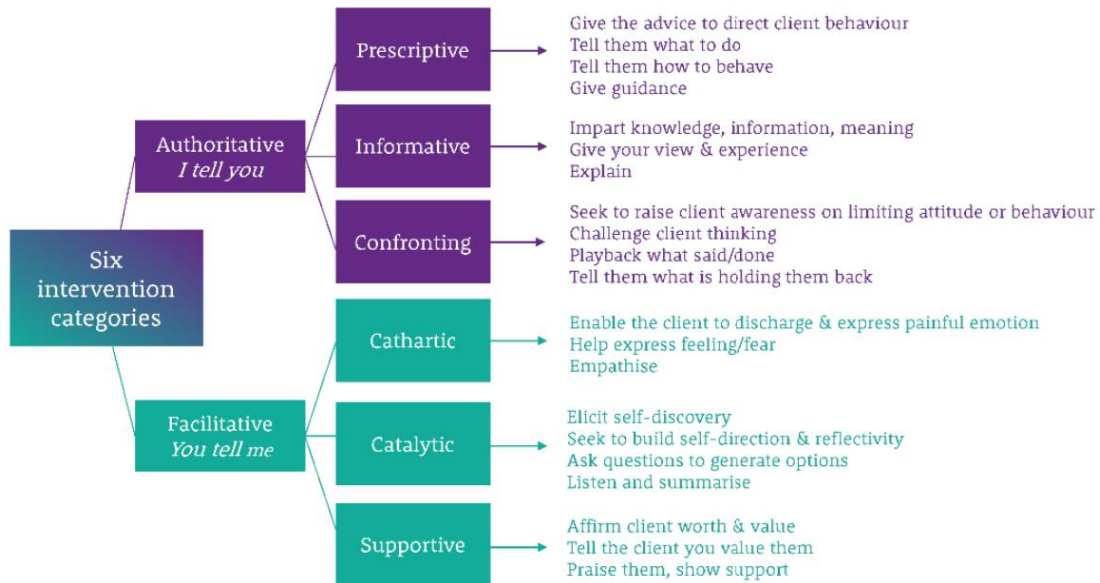 Six
intervention
categories
Authoritative
I tell you
Prescriptive
Give the advice to direct client behaviour
Tell them what to do
Tell them how to behave
Give guidance
Informative
Impart knowledge, information, meaning
Give your view & experience
Explain
Confronting
Seek to raise client awareness on limiting attitude or behaviour
Challenge client thinking
Playback what said/done
Tell them what is holding them back
Facilitative
You tell me
Cathartic
Enable the client to discharge & express painful emotion
Help express feeling/fear
Empathise
Catalytic
Elicit self-discovery
Seek to build self-direction & reflectivity
Ask questions to generate options
Listen and summarise
Supportive
Affirm client worth & value
Tell the client you value them
Praise them, show support